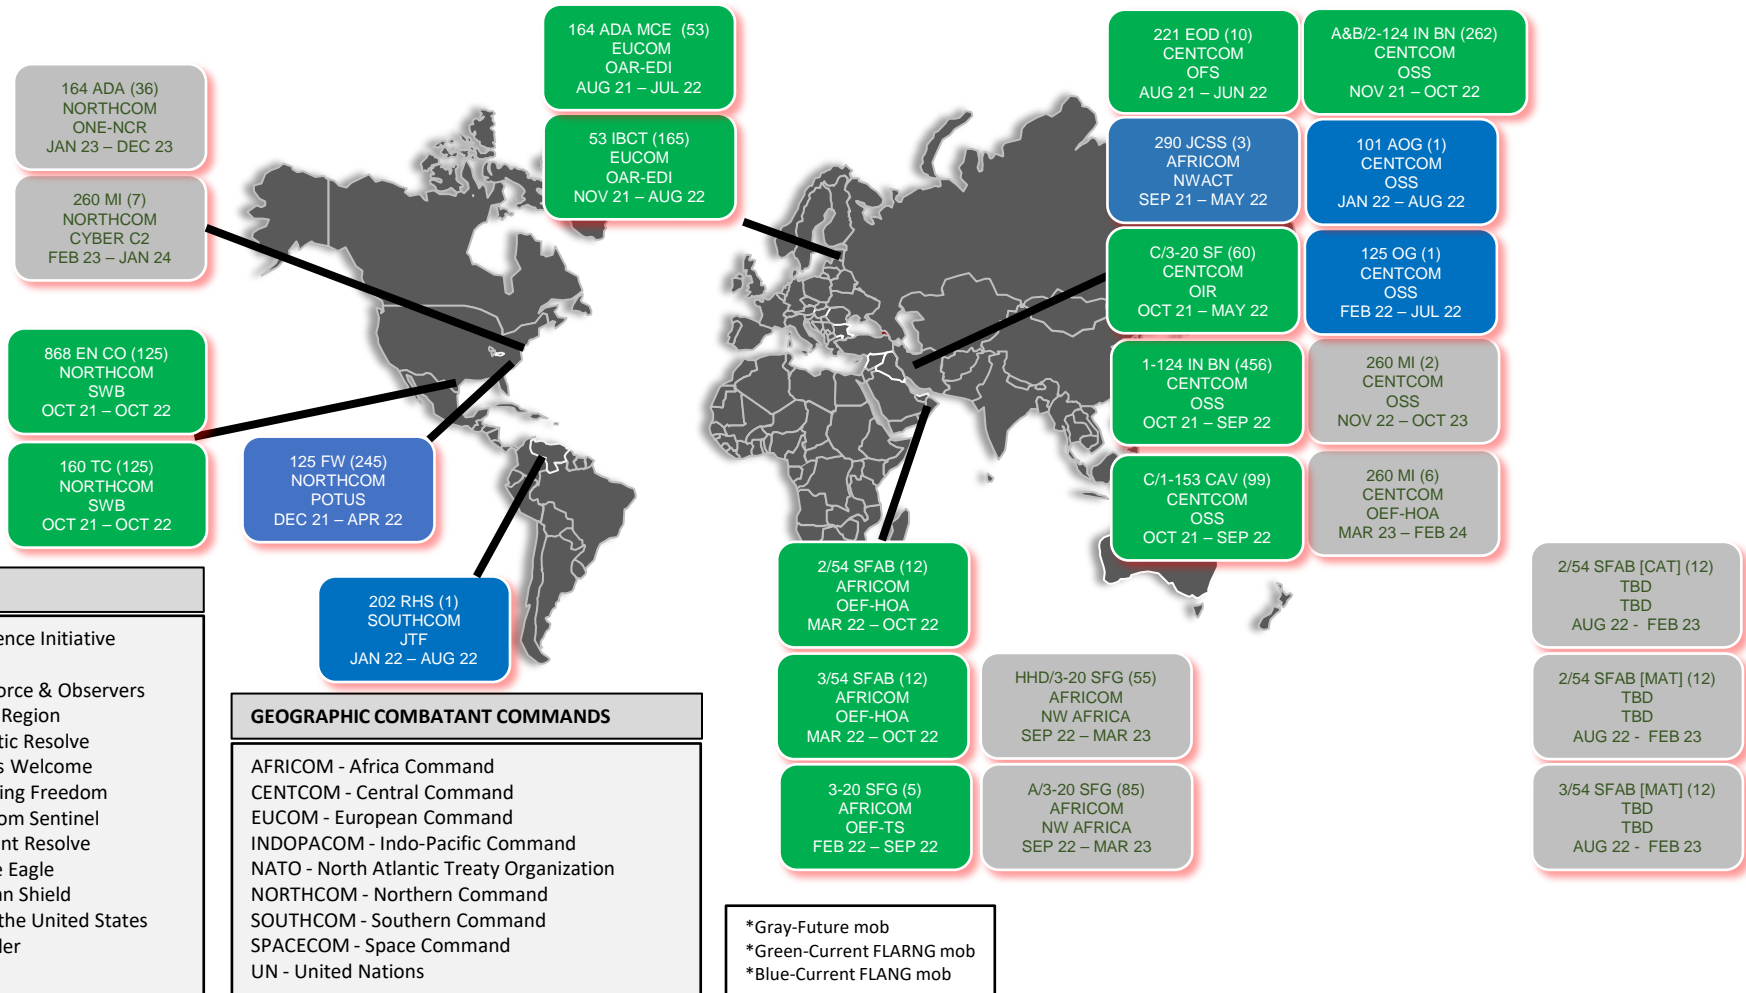 164 ADA (36)
NORTHCOM
ONE-NCR
JAN 23 – DEC 23
260 MI (7)
NORTHCOM
CYBER C2
FEB 23 – JAN 24
868 EN CO (125)
NORTHCOM
SWB
OCT 21 – OCT 22
160 TC (125)
NORTHCOM
SWB
OCT 21 – OCT 22
125 FW (245)
NORTHCOM
POTUS
DEC 21 – APR 22
202 RHS (1)
SOUTHCOM
JTF
JAN 22 – AUG 22
164 ADA MCE (53)
EUCOM
OAR-EDI
AUG 21 – JUL 22
53 IBCT (165)
EUCOM
OAR-EDI
NOV 21 – AUG 22
221 EOD (10)
CENTCOM
OFS
AUG 21 – JUN 22
A&B/2-124 IN BN (262)
CENTCOM
OSS
NOV 21 – OCT 22
290 JCSS (3)
AFRICOM
NWACT
SEP 21 – MAY 22
101 AOG (1)
CENTCOM
OSS
JAN 22 – AUG 22
C/3-20 SF (60)
CENTCOM
OIR
OCT 21 – MAY 22
125 OG (1)
CENTCOM
OSS
FEB 22 – JUL 22
1-124 IN BN (456)
CENTCOM
OSS
OCT 21 – SEP 22
260 MI (2)
CENTCOM
OSS
NOV 22 – OCT 23
C/1-153 CAV (99)
CENTCOM
OSS
OCT 21 – SEP 22
260 MI (6)
CENTCOM
OEF-HOA
MAR 23 – FEB 24
2/54 SFAB (12)
AFRICOM
OEF-HOA
MAR 22 – OCT 22
3/54 SFAB (12)
AFRICOM
OEF-HOA
MAR 22 – OCT 22
HHD/3-20 SFG (55)
AFRICOM
NW AFRICA
SEP 22 – MAR 23
3-20 SFG (5)
AFRICOM
OEF-TS
FEB 22 – SEP 22
A/3-20 SFG (85)
AFRICOM
NW AFRICA
SEP 22 – MAR 23
2/54 SFAB [CAT] (12)
TBD
TBD
AUG 22 - FEB 23
2/54 SFAB [MAT] (12)
TBD
TBD
AUG 22 - FEB 23
3/54 SFAB [MAT] (12)
TBD
TBD
AUG 22 - FEB 23
ence Initiative
orce & Observers
Region
tic Resolve
s Welcome
ing Freedom
om Sentinel
nt Resolve
e Eagle
an Shield
the United States
der
GEOGRAPHIC COMBATANT COMMANDS
AFRICOM - Africa Command
CENTCOM - Central Command
EUCOM - European Command
INDOPACOM - Indo-Pacific Command
NATO - North Atlantic Treaty Organization
NORTHCOM - Northern Command
SOUTHCOM - Southern Command
SPACECOM - Space Command
UN - United Nations
*Gray-Future mob
*Green-Current FLARNG mob
*Blue-Current FLANG mob